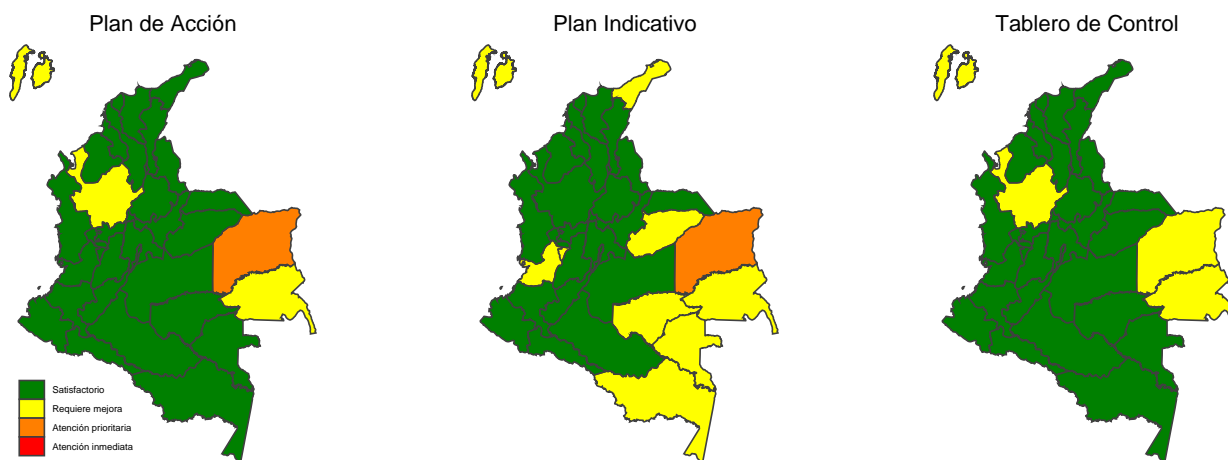 Plan de Acción
Plan Indicativo
Tablero de Control
Satisfactorio
Requiere mejora
Atención prioritaria
Atención inmediata